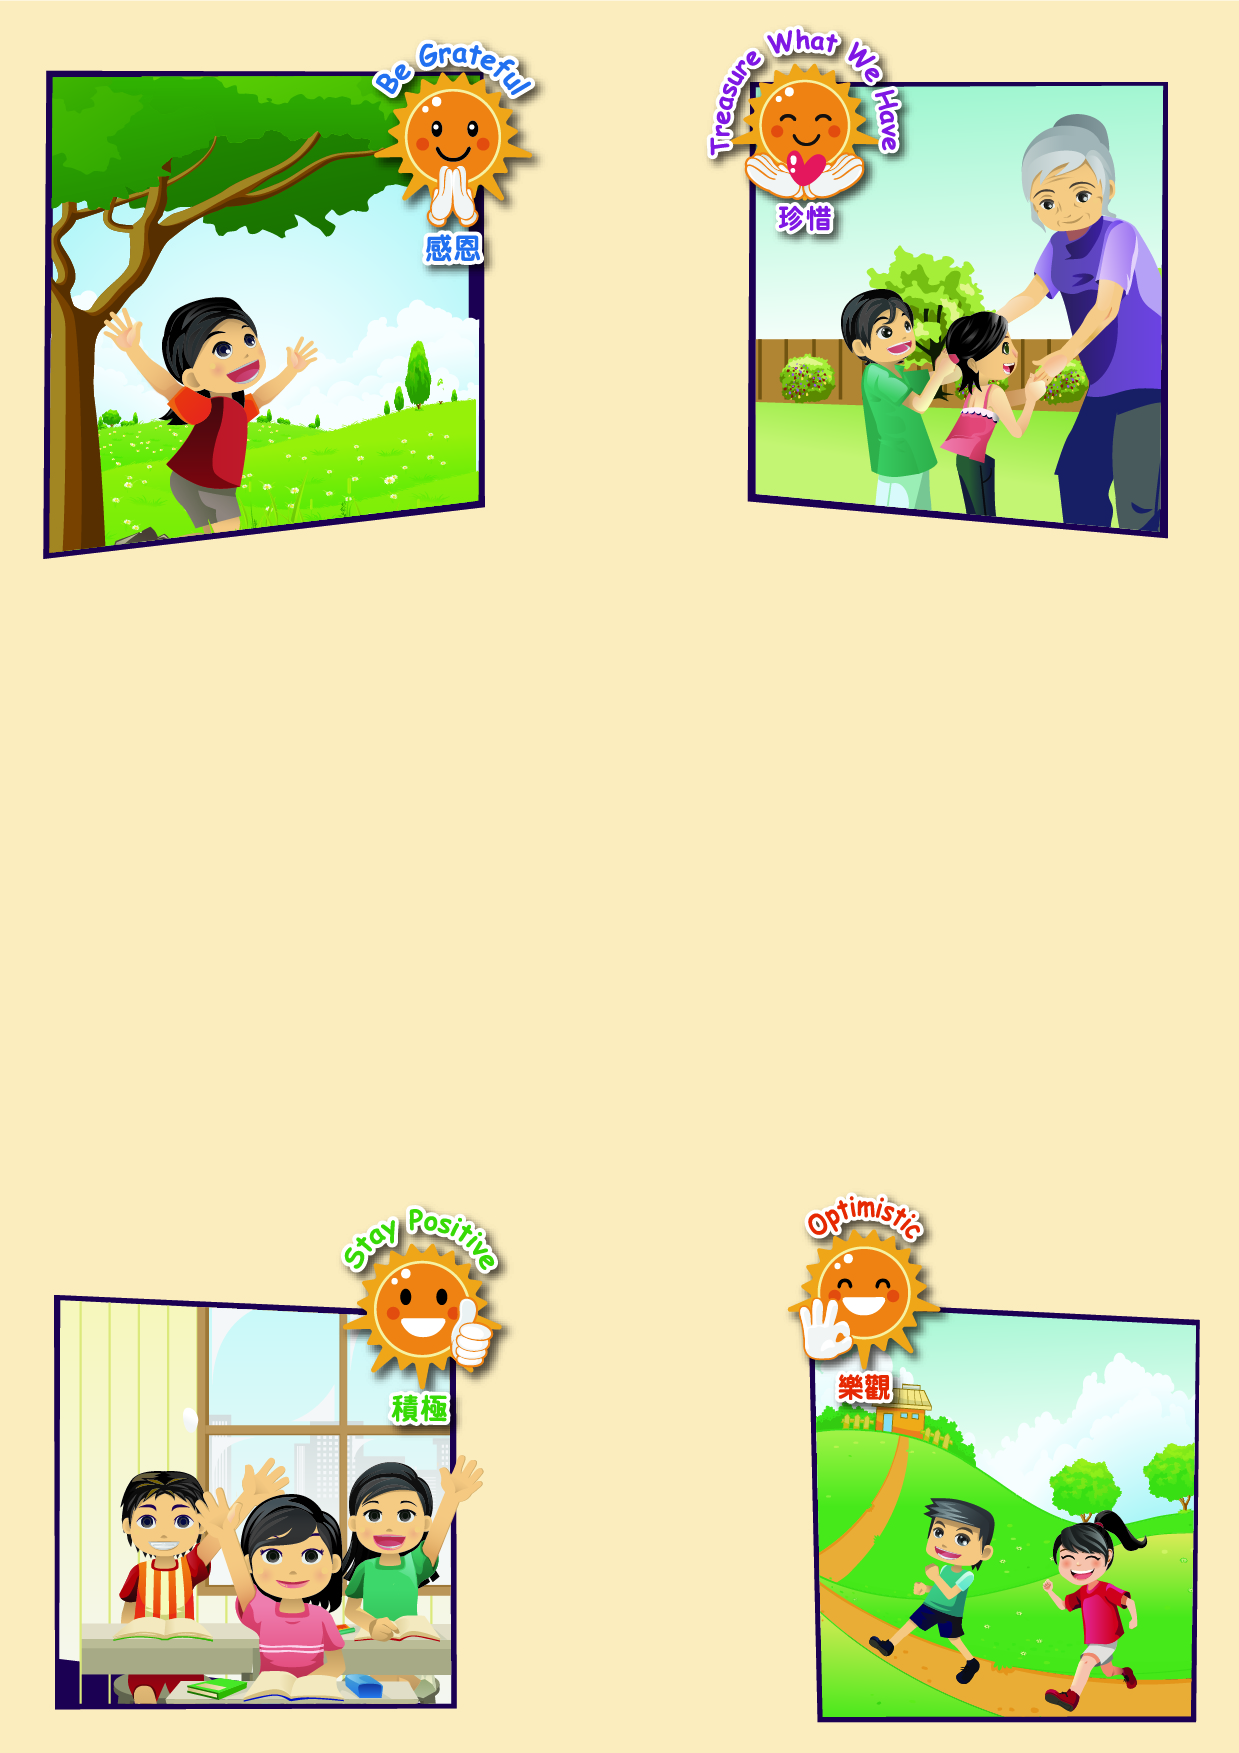 Be Grateful
感恩
Treasure What We Have
珍惜
Stay Positive
積極
Optimistic
樂觀